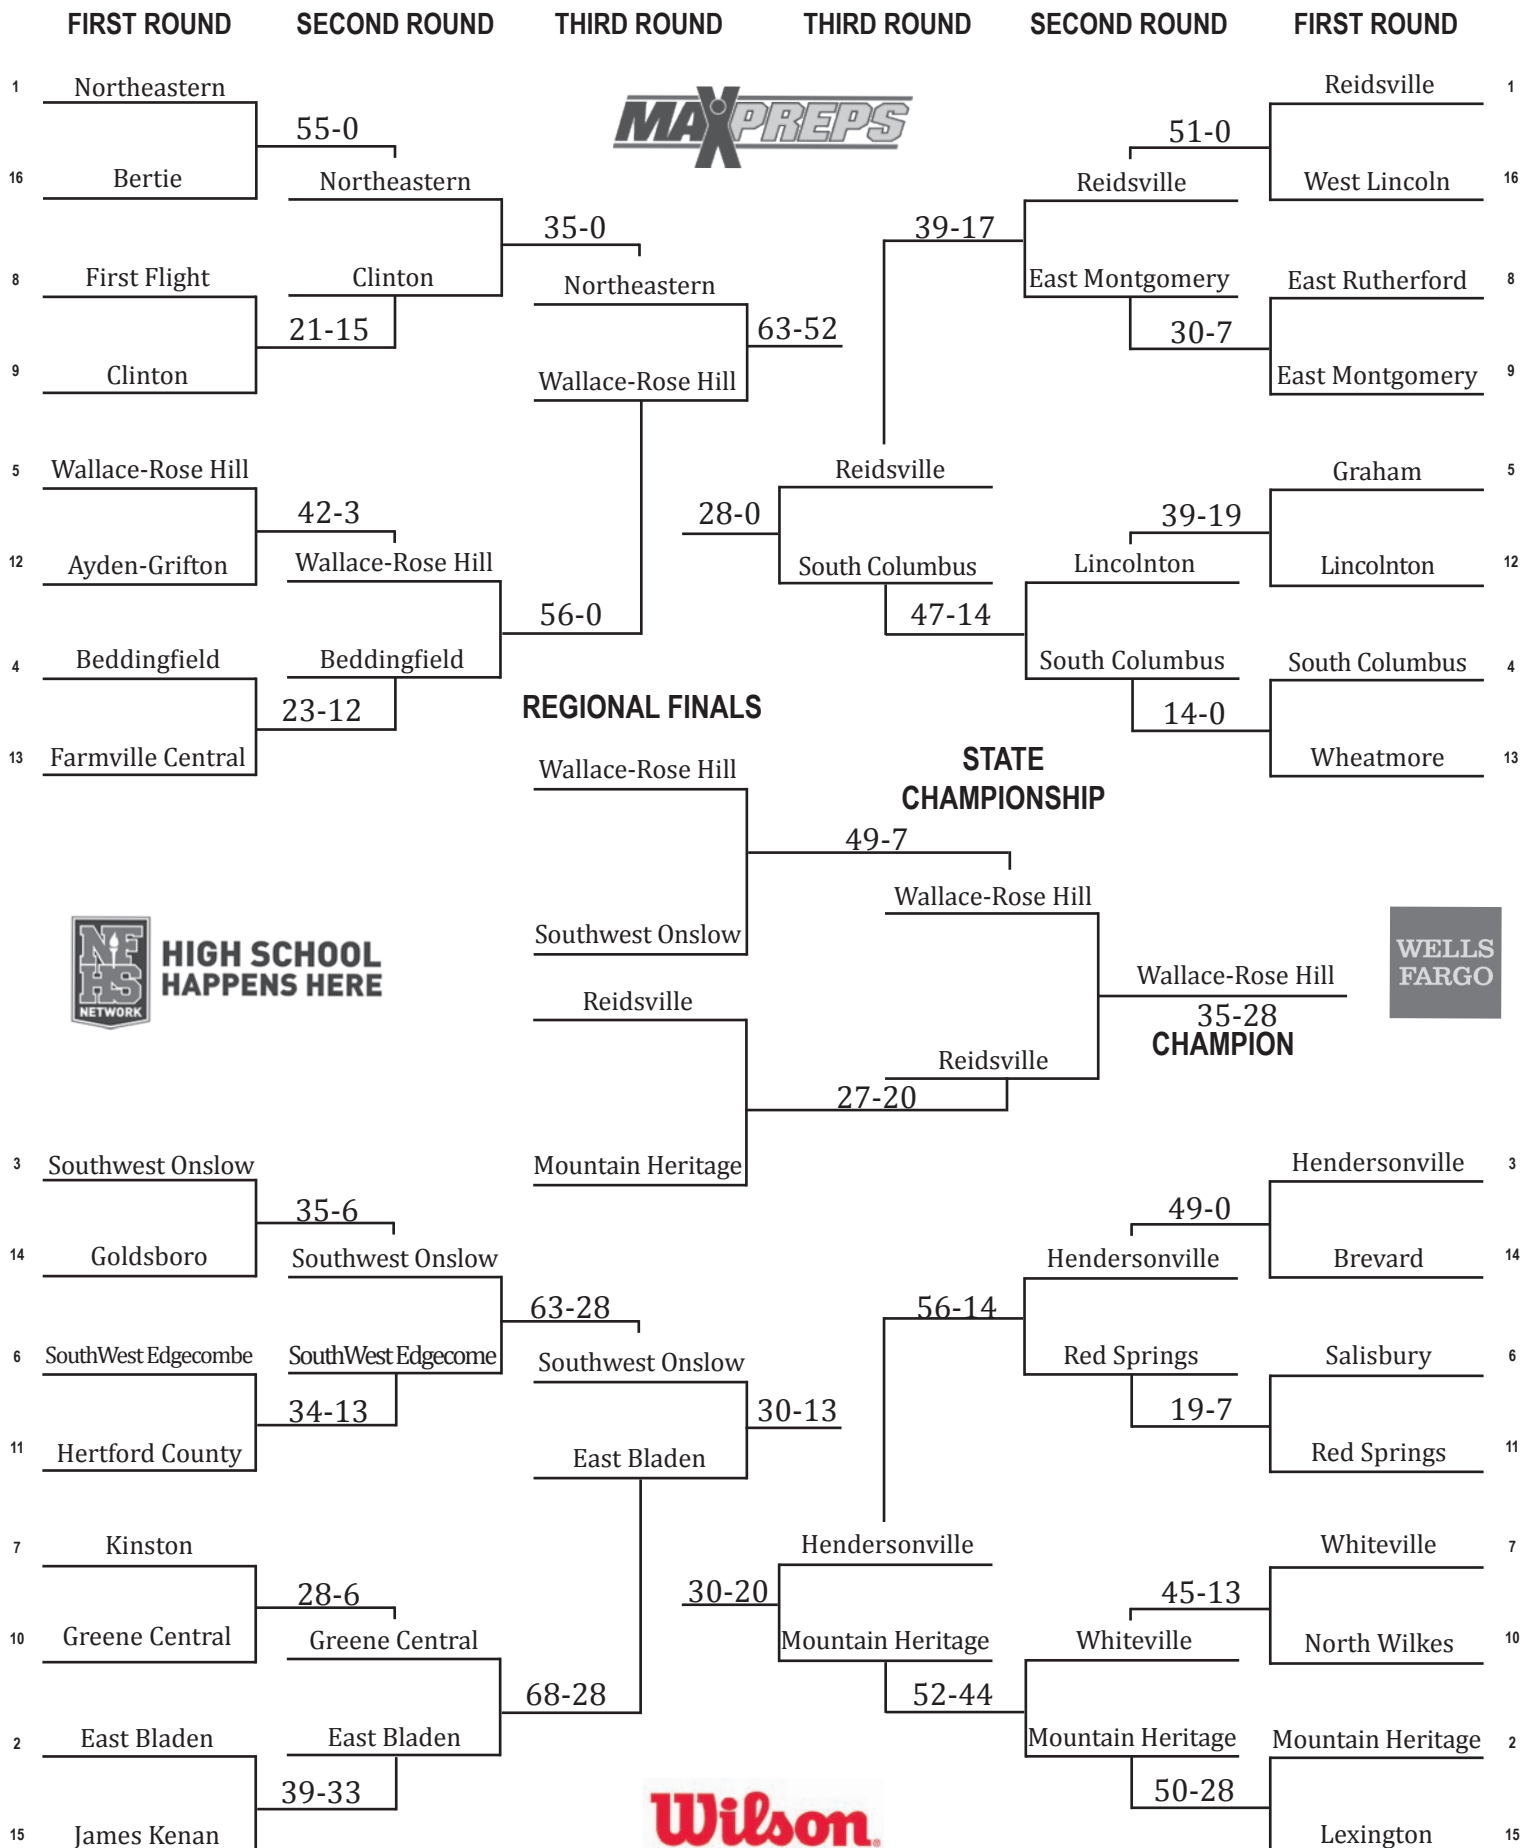 FIRST ROUND SECOND ROUND THIRD ROUND THIRD ROUND SECOND ROUND FIRST ROUND
1 Northeastern Reidsville 1
MAXPREPS
55-0 51-0
16 Bertie Northeastern Reidsville West Lincoln 16
35-0 39-17
8 First Flight Clinton Northeastern East Montgomery East Rutherford 8
21-15 63-52 30-7
9 Clinton Wallace-Rose Hill East Montgomery 9
5 Wallace-Rose Hill Reidsville Graham 5
42-3 28-0 39-19
12 Ayden-Grifton Wallace-Rose Hill South Columbus Lincolnton Lincolnton 12
56-0 47-14
4 Beddingfield Beddingfield South Columbus South Columbus 4
23-12 REGIONAL FINALS 14-0
13 Farmville Central Wallace-Rose Hill STATE Wheatmore 13
CHAMPIONSHIP
49-7
Wallace-Rose Hill
NFHS NETWORK
HIGH SCHOOL
HAPPENS HERE
Southwest Onslow
WELLS
FARGO
Wallace-Rose Hill
Reidsville 35-28
CHAMPION
Reidsville
27-20
3 Southwest Onslow Mountain Heritage Hendersonville 3
35-6 49-0
14 Goldsboro Southwest Onslow Hendersonville Brevard 14
63-28 56-14
6 SouthWest Edgecombe SouthWest Edgecome Southwest Onslow Red Springs Salisbury 6
34-13 30-13 19-7
11 Hertford County East Bladen Red Springs 11
7 Kinston Hendersonville Whiteville 7
28-6 30-20 45-13
10 Greene Central Greene Central Mountain Heritage Whiteville North Wilkes 10
68-28 52-44
2 East Bladen East Bladen Mountain Heritage Mountain Heritage 2
39-33 50-28
Wilson
15 James Kenan Lexington 15